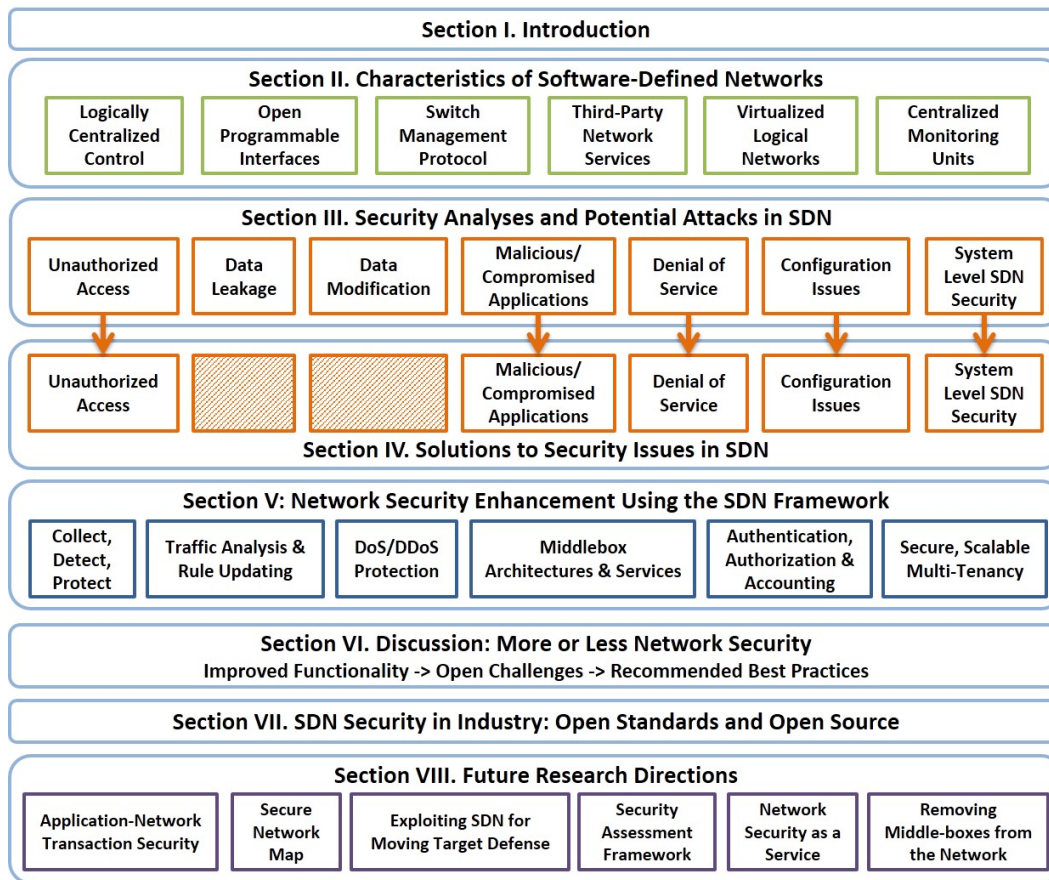 Section I. Introduction
Section II. Characteristics of Software-Defined Networks
Logically
Centralized
Control
Open
Programmable
Interfaces
Switch
Management
Protocol
Third-Party
Network
Services
Virtualized
Logical
Networks
Centralized
Monitoring
Units
Section III. Security Analyses and Potential Attacks in SDN
Unauthorized
Access
Data
Leakage
Data
Modification
Malicious/
Compromised
Applications
Denial of
Service
Configuration
Issues
System
Level SDN
Security
Unauthorized
Access
Malicious/
Compromised
Applications
Denial of
Service
Configuration
Issues
System
Level SDN
Security
Section IV. Solutions to Security Issues in SDN
Section V: Network Security Enhancement Using the SDN Framework
Collect,
Detect,
Protect
Traffic Analysis &
Rule Updating
DoS/DDoS
Protection
Middlebox
Architectures & Services
Authentication,
Authorization &
Accounting
Secure, Scalable
Multi-Tenancy
Section VI. Discussion: More or Less Network Security
Improved Functionality -> Open Challenges -> Recommended Best Practices
Section VII. SDN Security in Industry: Open Standards and Open Source
Section VIII. Future Research Directions
Application-Network
Transaction Security
Secure
Network
Map
Exploiting SDN for
Moving Target Defense
Security
Assessment
Framework
Network
Security as a
Service
Removing
Middle-boxes from
the Network